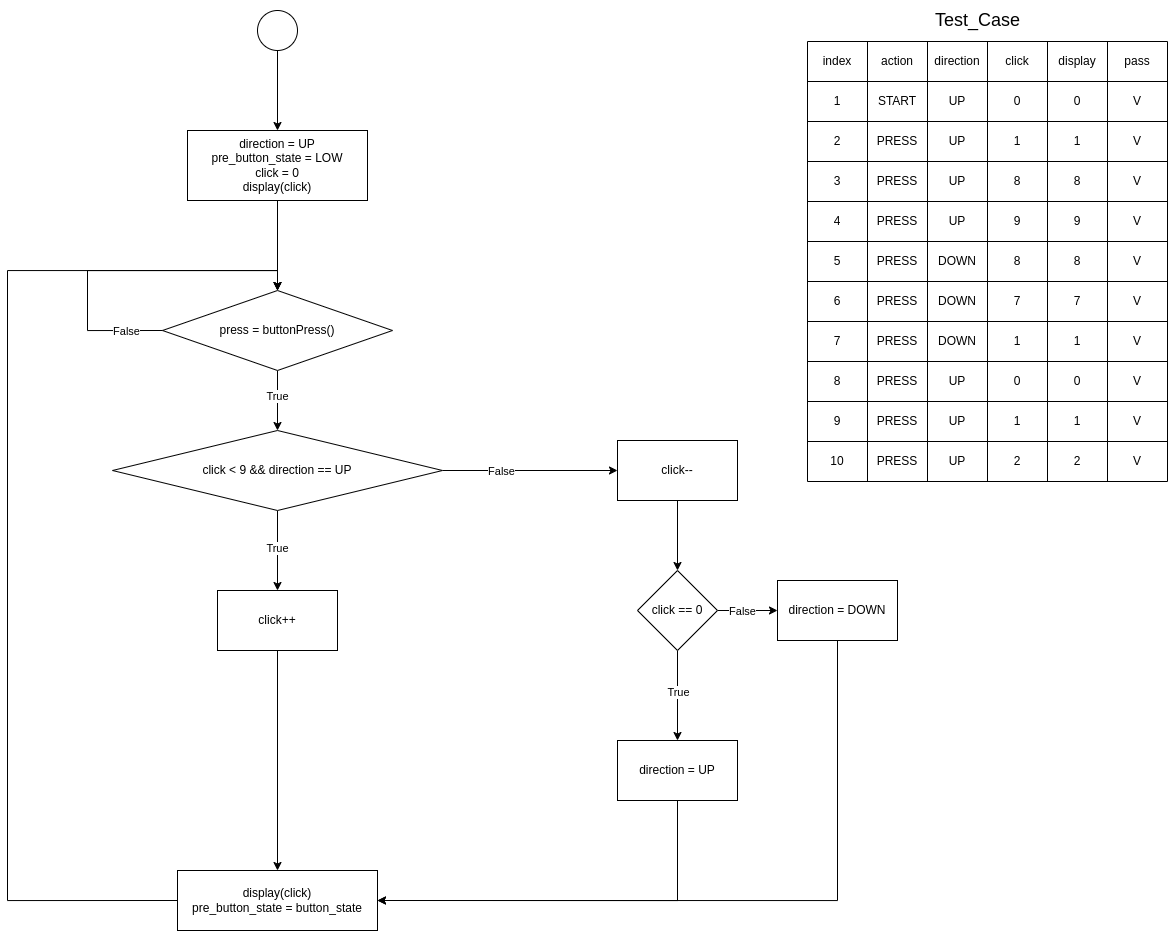 Test_Case
index action direction click display pass
1 START UP 0 0 V
2 PRESS UP 1 1 V
3 PRESS UP 8 8 V
4 PRESS UP 9 9 V
5 PRESS DOWN 8 8 V
6 PRESS DOWN 7 7 V
7 PRESS DOWN 1 1 V
8 PRESS UP 0 0 V
9 PRESS UP 1 1 V
10 PRESS UP 2 2 V
direction = UP
pre_button_state = LOW
click = 0
display(click)
press = buttonPress()
False
True
click < 9 && direction == UP
False
click--
True
click++
click == 0
False
direction = DOWN
True
direction = UP
display(click)
pre_button_state = button_state